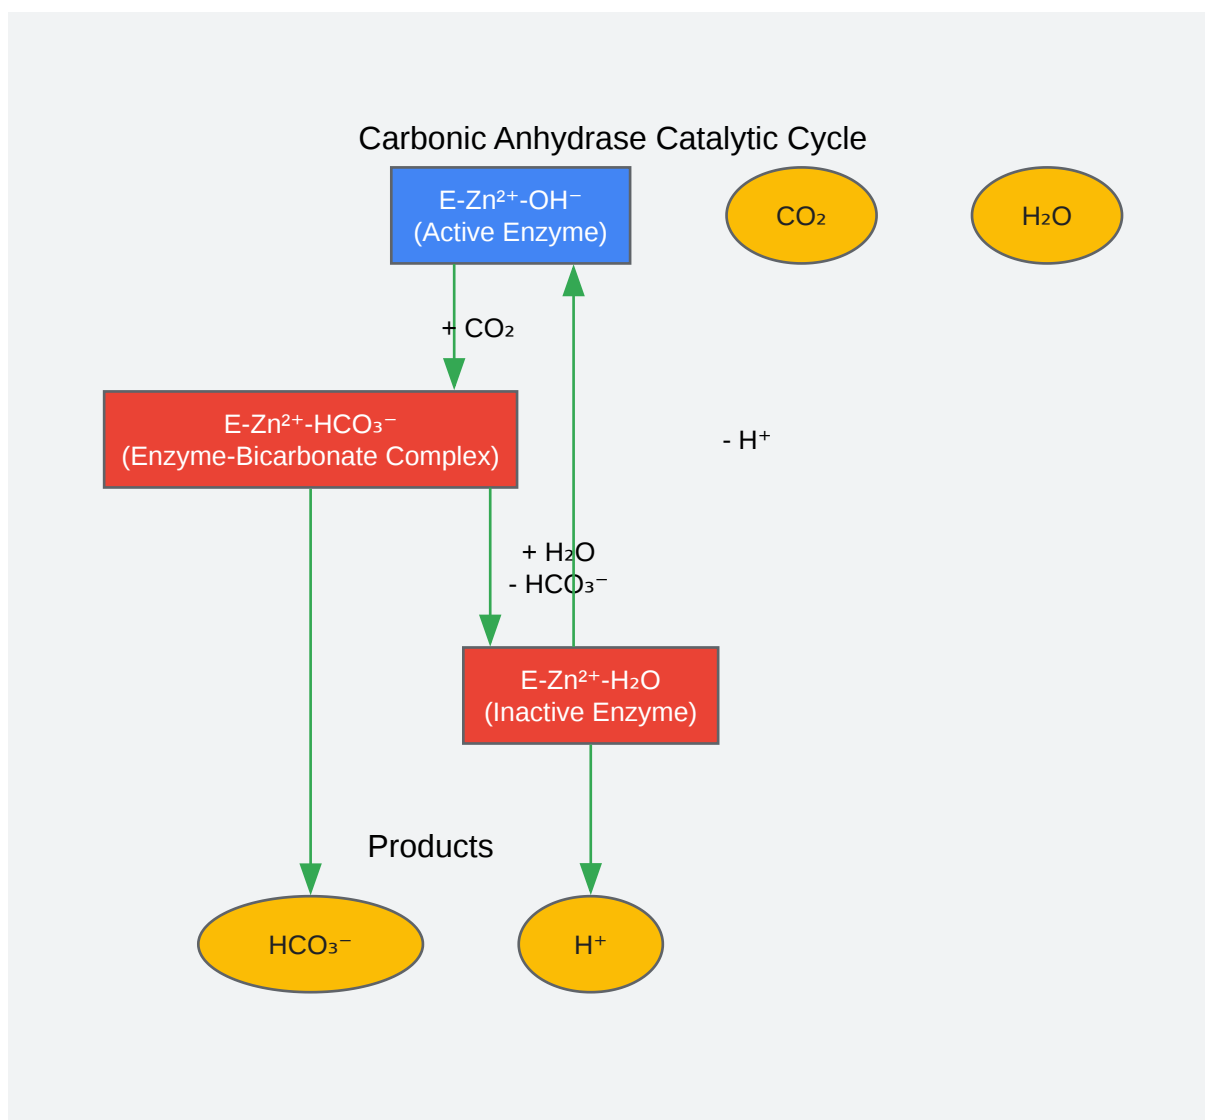 Carbonic Anhydrase Catalytic Cycle
E-Zn²⁺-OH⁻
(Active Enzyme)
CO₂
H₂O
+ CO₂
E-Zn²⁺-HCO₃⁻
(Enzyme-Bicarbonate Complex)
- H⁺
+ H₂O
- HCO₃⁻
E-Zn²⁺-H₂O
(Inactive Enzyme)
Products
HCO₃⁻
H⁺